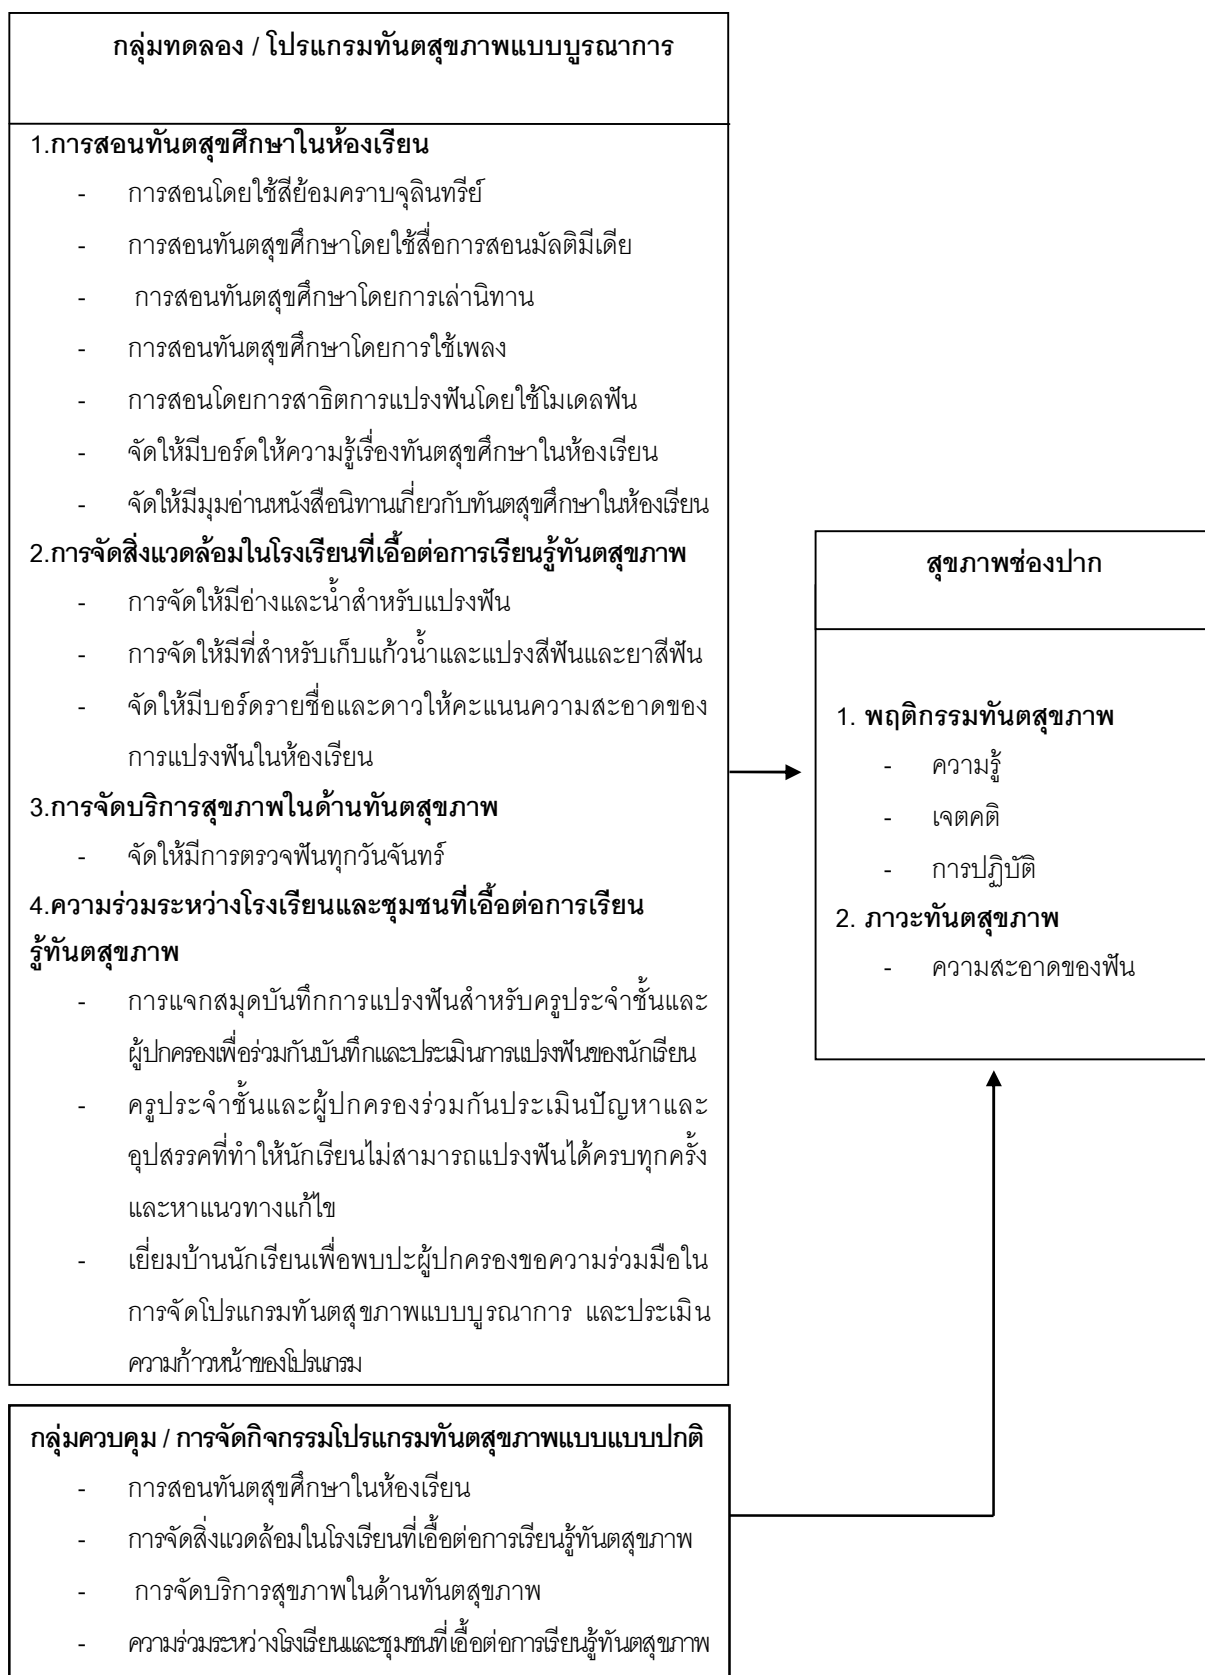 กลุ่มทดลอง / โปรแกรมทันตสุขภาพแบบบูรณาการ
1.การสอนทันตสุขศึกษาในห้องเรียน
- การสอนโดยใช้สีย้อมคราบจุลินทรีย์
- การสอนทันตสุขศึกษาโดยใช้สื่อการสอนมัลติมีเดีย
- การสอนทันตสุขศึกษาโดยการเล่านิทาน
- การสอนทันตสุขศึกษาโดยการใช้เพลง
- การสอนโดยการสาธิตการแปรงฟันโดยใช้โมเดลฟัน
- จัดให้มีบอร์ดให้ความรู้เรื่องทันตสุขศึกษาในห้องเรียน
- จัดให้มีมุมอ่านหนังสือนิทานเกี่ยวกับทันตสุขศึกษาในห้องเรียน
2.การจัดสิ่งแวดล้อมในโรงเรียนที่เอื้อต่อการเรียนรู้ทันตสุขภาพ
- การจัดให้มีอ่างและน้ำสำหรับแปรงฟัน
- การจัดให้มีที่สำหรับเก็บแก้วน้ำและแปรงสีฟันและยาสีฟัน
- จัดให้มีบอร์ดรายชื่อและดาวให้คะแนนความสะอาดของ
การแปรงฟันในห้องเรียน
3.การจัดบริการสุขภาพในด้านทันตสุขภาพ
- จัดให้มีการตรวจฟันทุกวันจันทร์
4.ความร่วมระหว่างโรงเรียนและชุมชนที่เอื้อต่อการเรียน
รู้ทันตสุขภาพ
- การแจกสมุดบันทึกการแปรงฟันสำหรับครูประจำชั้นและ
ผู้ปกครองเพื่อร่วมกันบันทึกและประเมินการแปรงฟันของนักเรียน
- ครูประจำชั้นและผู้ปกครองร่วมกันประเมินปัญหาและ
อุปสรรคที่ทำให้นักเรียนไม่สามารถแปรงฟันได้ครบทุกครั้ง
และหาแนวทางแก้ไข
- เยี่ยมบ้านนักเรียนเพื่อพบปะผู้ปกครองขอความร่วมมือใน
การจัดโปรแกรมทันตสุขภาพแบบบูรณาการ และประเมิน
ความก้าวหน้าของโปรแกรม
กลุ่มควบคุม / การจัดกิจกรรมโปรแกรมทันตสุขภาพแบบแบบปกติ
- การสอนทันตสุขศึกษาในห้องเรียน
- การจัดสิ่งแวดล้อมในโรงเรียนที่เอื้อต่อการเรียนรู้ทันตสุขภาพ
- การจัดบริการสุขภาพในด้านทันตสุขภาพ
- ความร่วมระหว่างโรงเรียนและชุมชนที่เอื้อต่อการเรียนรู้ทันตสุขภาพ
สุขภาพช่องปาก
1. พฤติกรรมทันตสุขภาพ
- ความรู้
- เจตคติ
- การปฏิบัติ
2. ภาวะทันตสุขภาพ
- ความสะอาดของฟัน